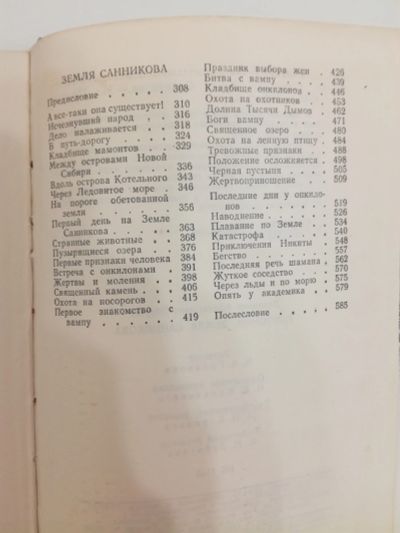 ЗЕМЛЯ САННИКОВА
Предисловие . . . 308
А все-таки она существует! 310
Исчезнувший народ . . 316
Дело налаживается . . 318
В путь-дорогу . . . . 324
Кладбище мамонтов . . 329
Между островами Новой
Сибири . . . . . 336
Вдоль острова Котельного 343
Через Ледовитое море . 346
На пороге обетованной
земли . . . . . 356
Первый день на Земле
Санникова . . . . 363
Странные животные . . 368
Пузырящиеся озера . . 376
Первые признаки человека 384
Встреча с онкилонами . . 391
Жертвы и моления . . . 398
Священный камень . . . 406
Охота на носорогов . . 415
Первое знакомство с
вампу . . . . . . 419
Праздник выбора жен . 426
Битва с вампу . . . . 439
Кладбище онкилонов . . 446
Охота на охотников . . 453
Долина Тысячи Дымов . 462
Боги вампу . . . . . 471
Священное озеро . . . 480
Охота на ленную птицу . 484
Тревожные признаки . . 488
Положение осложняется . 498
Черная пустыня . . . . 505
Жертвоприношение . . . 509
Последние дни у онкило-
нов . . . . . . 519
Наводнение . . . . . 526
Плавание по Земле . . 534
Катастрофа . . . . . 540
Приключения Никиты . . 548
Бегство . . . . . . 557
Последняя речь шамана . 562
Жуткое соседство . . . 570
Через льды и по морю . 575
Опять у академика . . . 579
Послесловие . . . . . 585